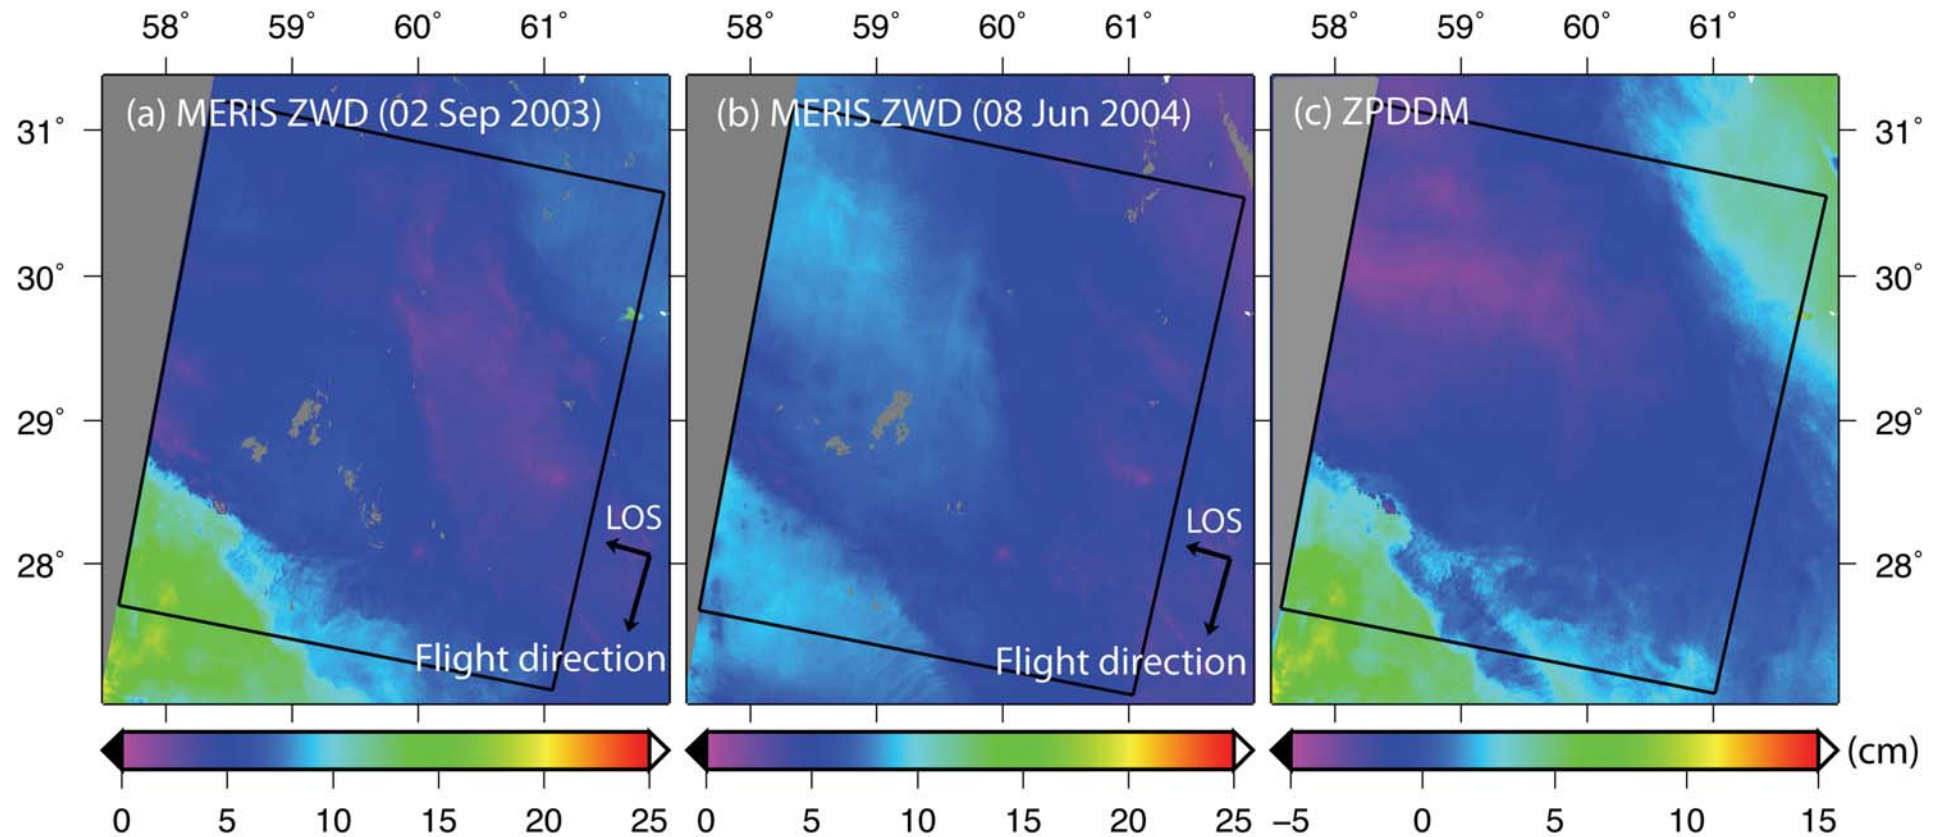 58° 59° 60° 61° 58° 59° 60° 61° 58° 59° 60° 61°
(a) MERIS ZWD (02 Sep 2003) (b) MERIS ZWD (08 Jun 2004) (c) ZPDDM
31° 31°
30° 30°
29° 29°
LOS LOS
28° 28°
Flight direction Flight direction
(cm)
0 5 10 15 20 25 0 5 10 15 20 25 −5 0 5 10 15